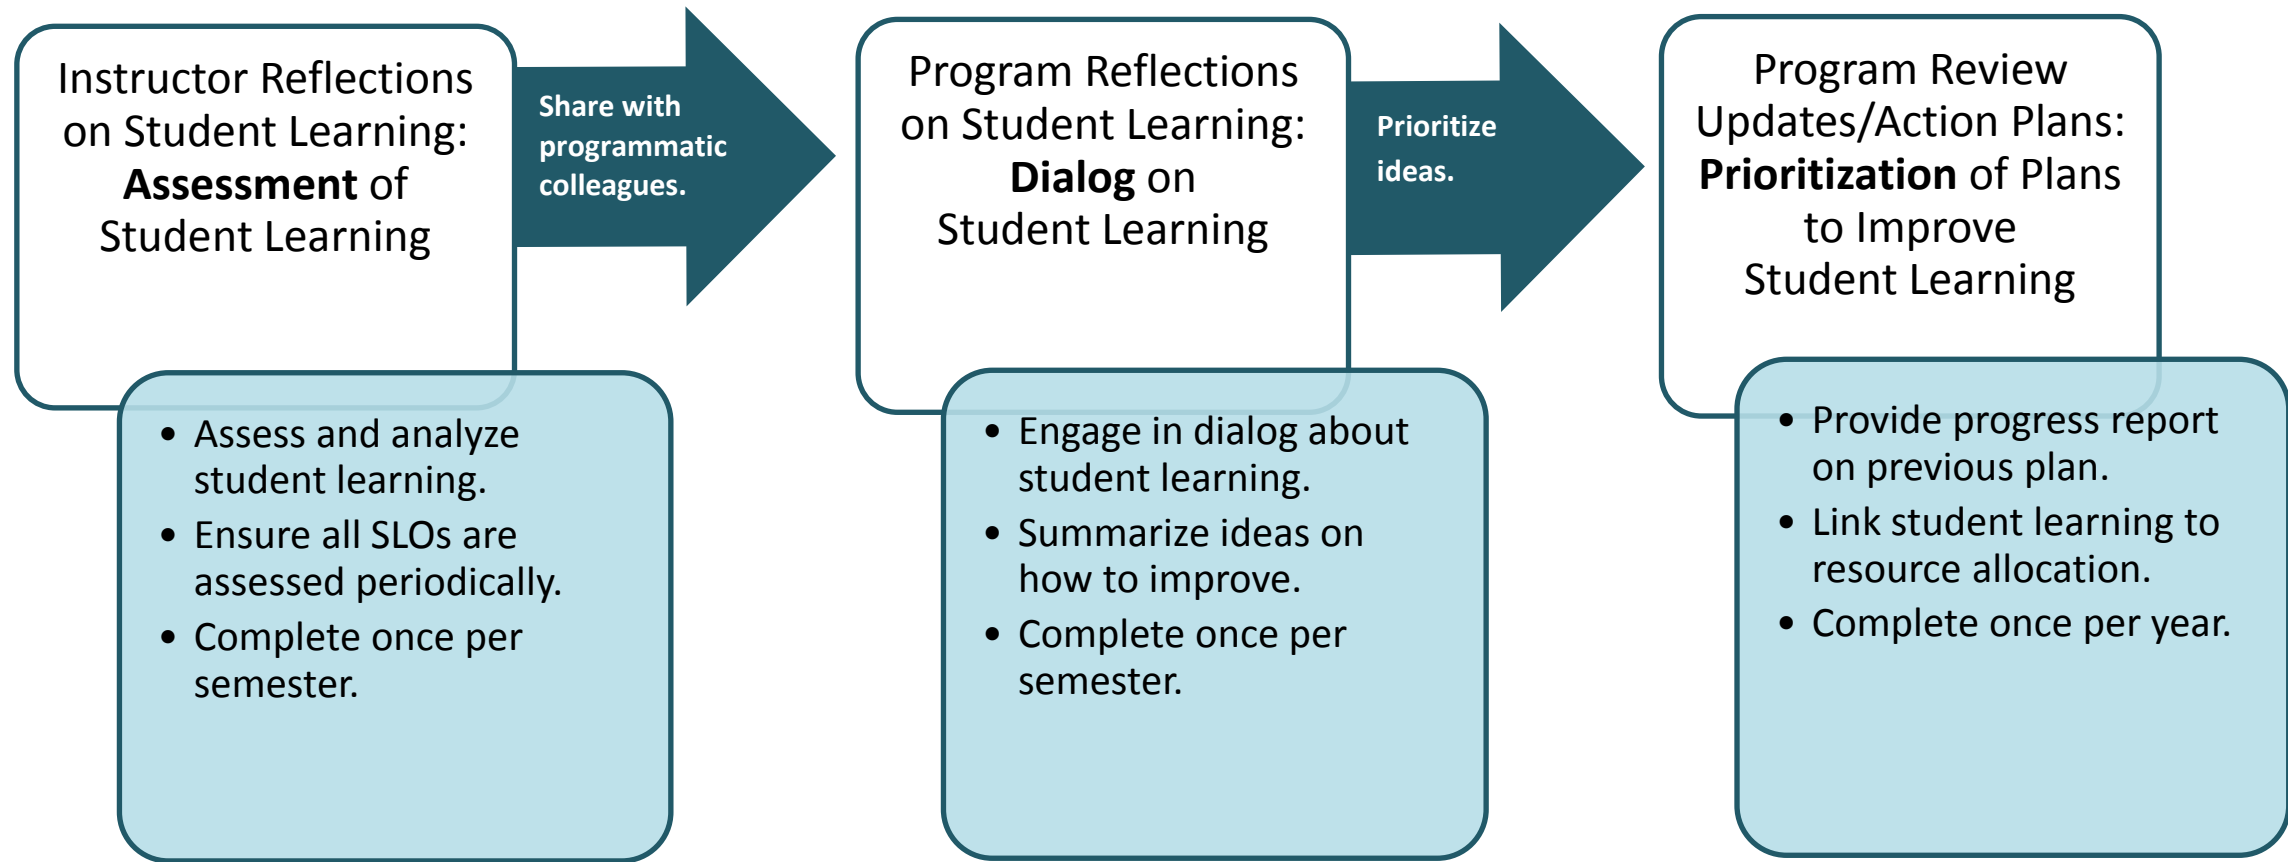 Instructor Reflections
on Student Learning:
Assessment of
Student Learning
• Assess and analyze
student learning.
• Ensure all SLOs are
assessed periodically.
• Complete once per
semester.
Share with
programmatic
colleagues.
Program Reflections
on Student Learning:
Dialog on
Student Learning
• Engage in dialog about
student learning.
• Summarize ideas on
how to improve.
• Complete once per
semester.
Prioritize
ideas.
Program Review
Updates/Action Plans:
Prioritization of Plans
to Improve
Student Learning
• Provide progress report
on previous plan.
• Link student learning to
resource allocation.
• Complete once per year.